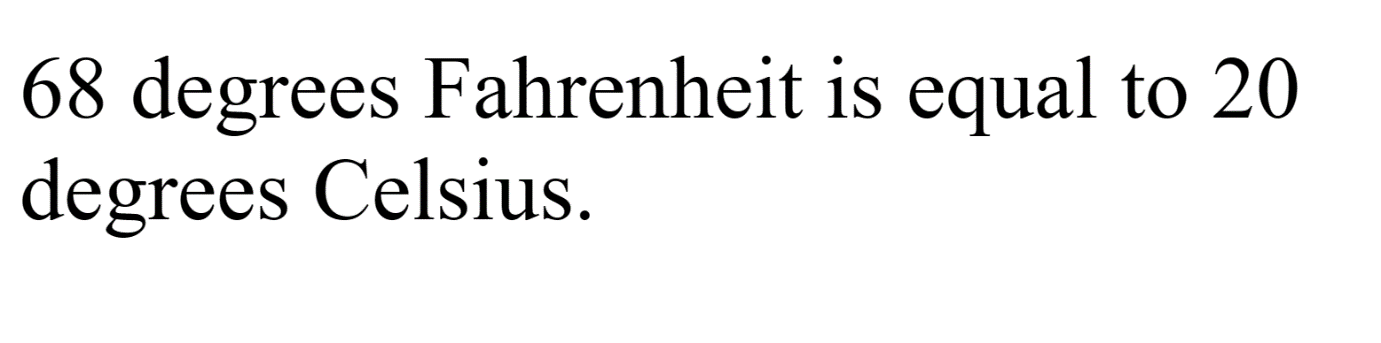 68 degrees Fahrenheit is equal to 20
degrees Celsius.